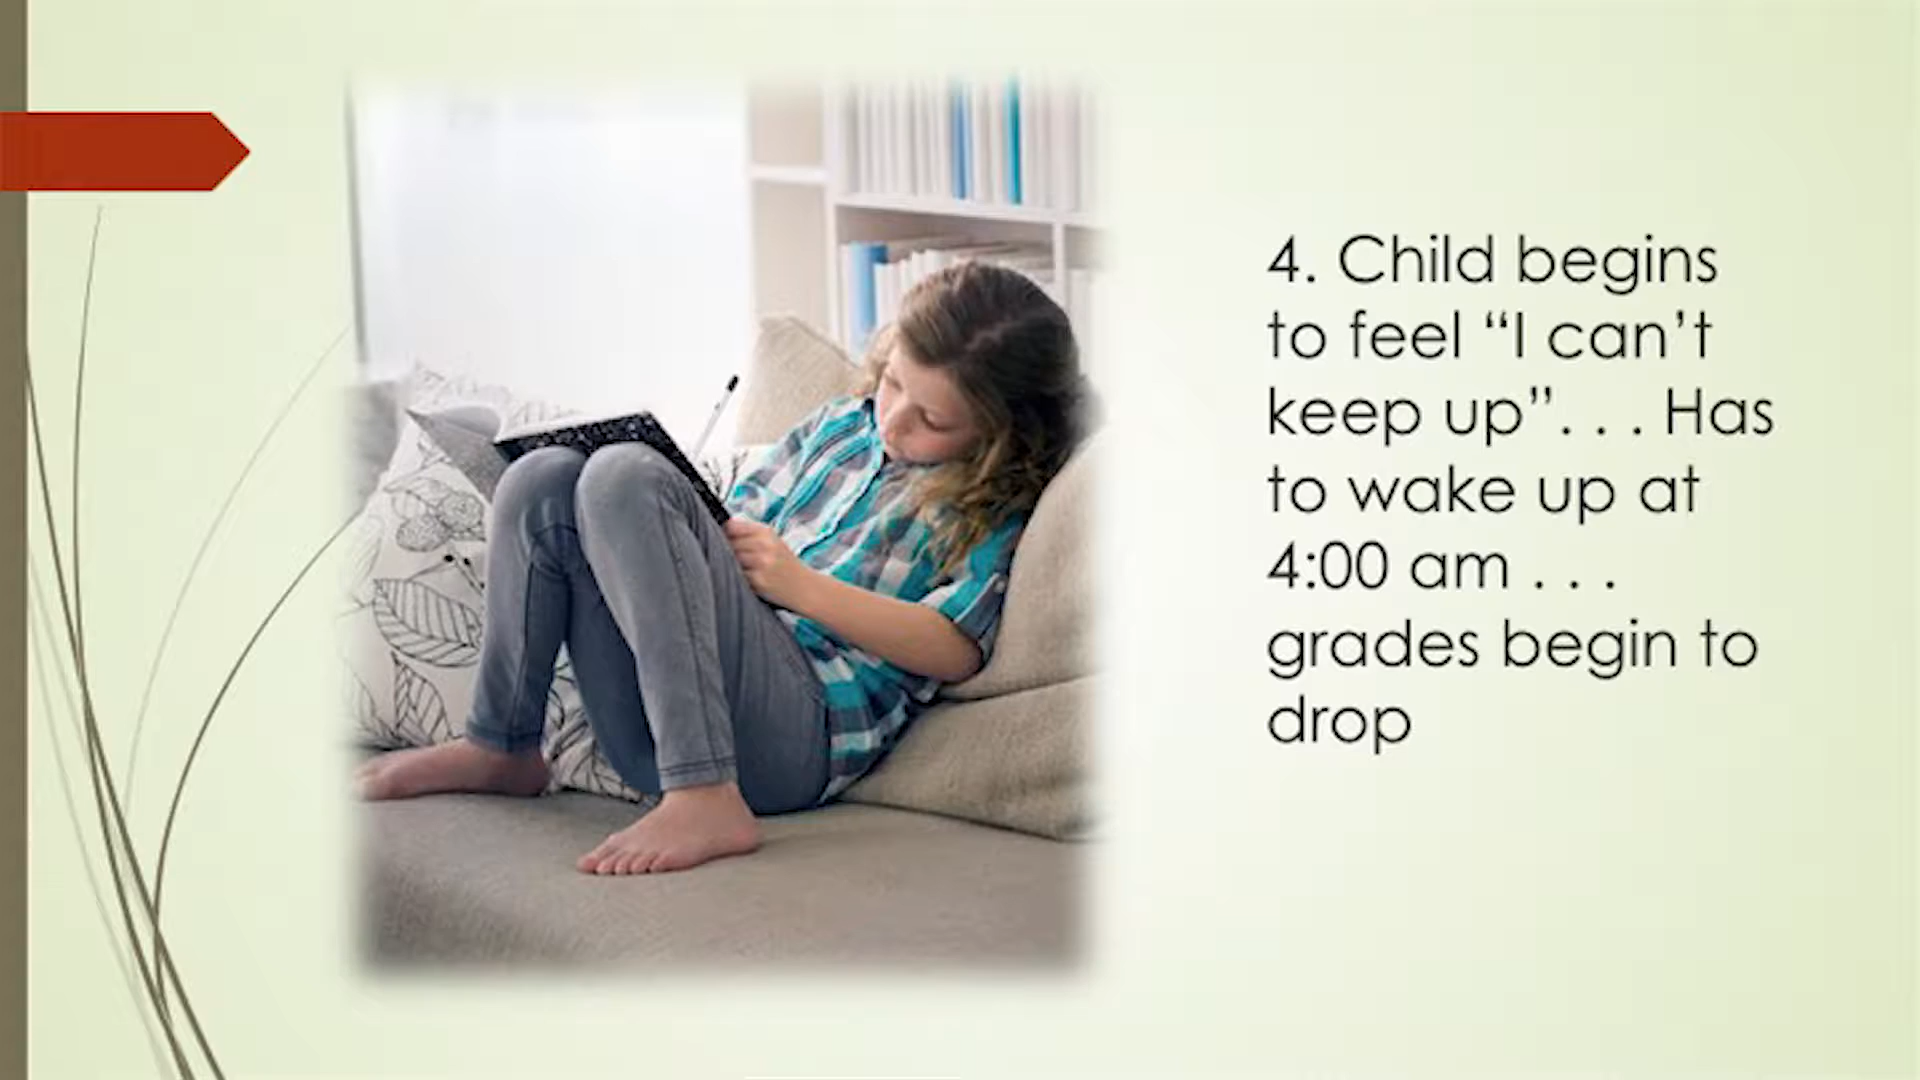 4. Child begins
to feel “I can’t
keep up”. . . Has
to wake up at
4:00 am . . .
grades begin to
drop